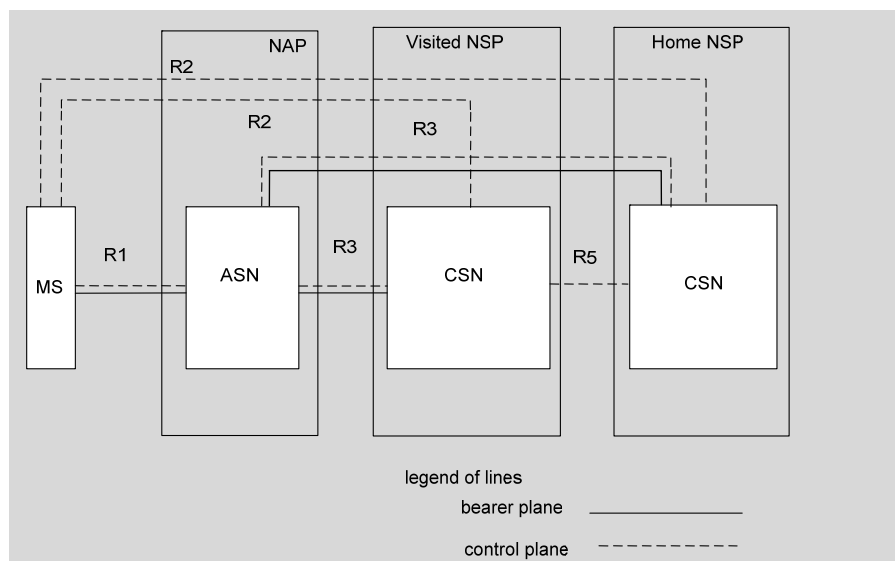 NAP
Visited NSP
Home NSP
R2
R2
R3
R1
R3
R5
MS
ASN
CSN
CSN
legend of lines
bearer plane
control plane